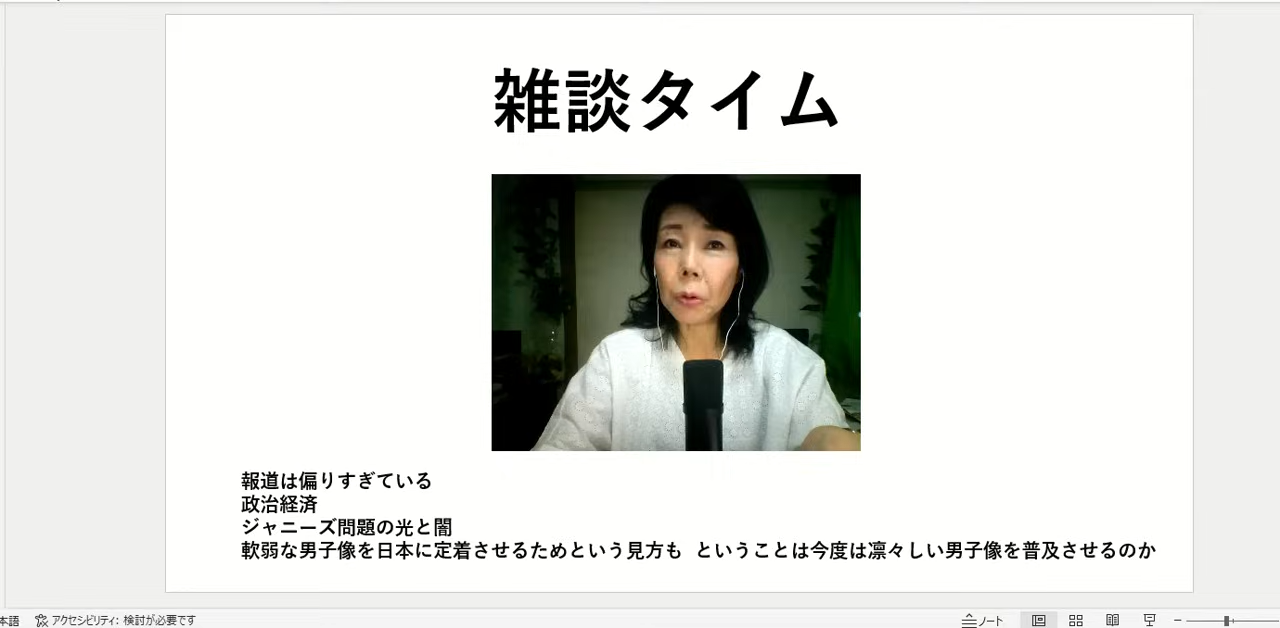 雑談タイム
報道は偏りすぎている
政治経済
ジャニーズ問題の光と闇
軟弱な男子像を日本に定着させるためという見方も ということは今度は凛々しい男子像を普及させるのか
本語 アクセシビリティ: 検討が必要です ノート